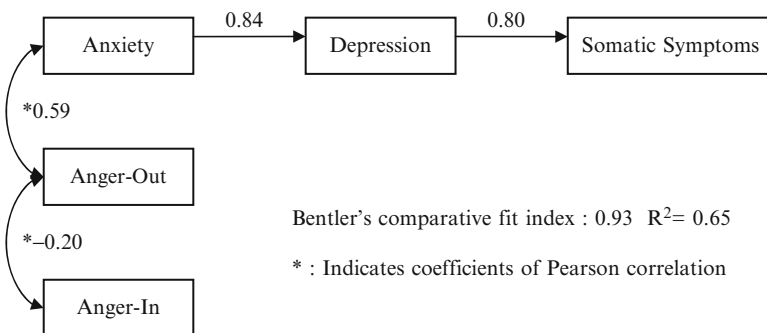 0.84 0.80
Anxiety Depression Somatic Symptoms
*0.59
Anger-Out
Bentler's comparative fit index : 0.93 R²= 0.65
*–0.20
* : Indicates coefficients of Pearson correlation
Anger-In